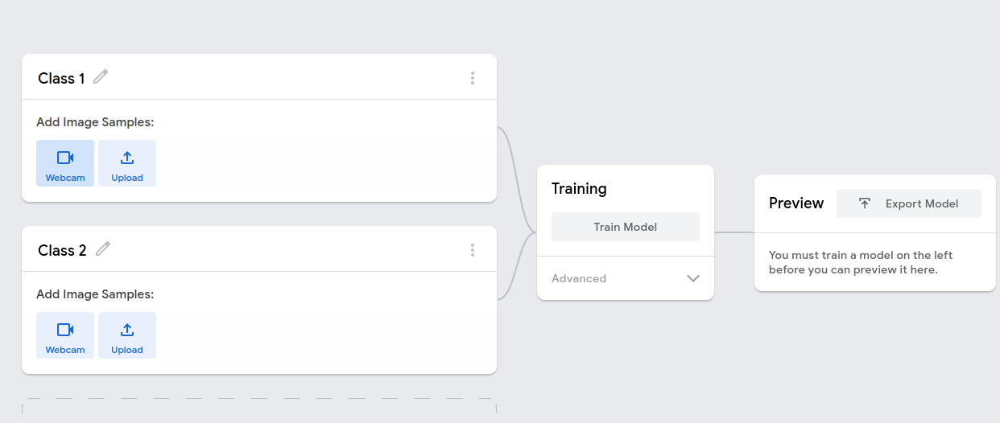 Class 1
Add Image Samples:
Webcam
Upload
Class 2
Add Image Samples:
Webcam
Upload
Training
Train Model
Advanced
Preview
Export Model
You must train a model on the left
before you can preview it here.